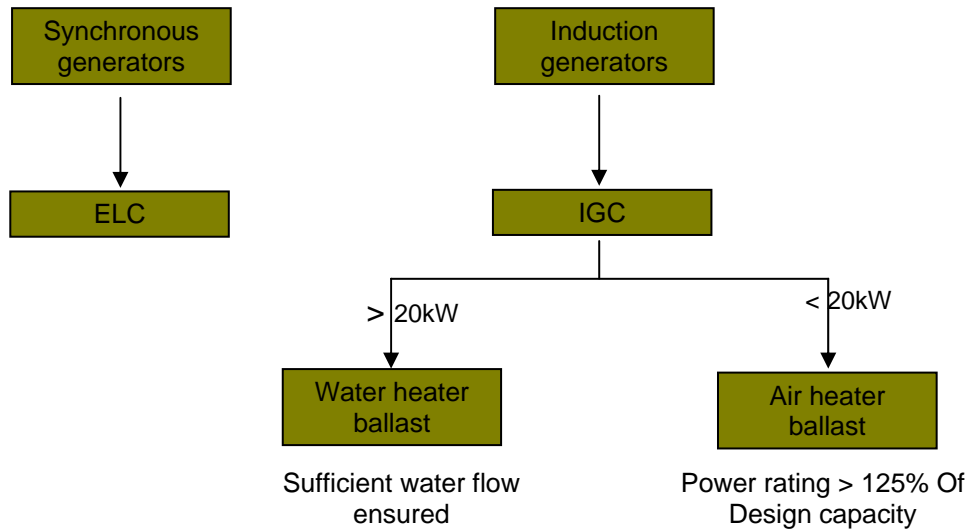 Synchronous
generators
Induction
generators
ELC
IGC
> 20kW
< 20kW
Water heater
ballast
Air heater
ballast
Sufficient water flow
ensured
Power rating > 125% Of
Design capacity